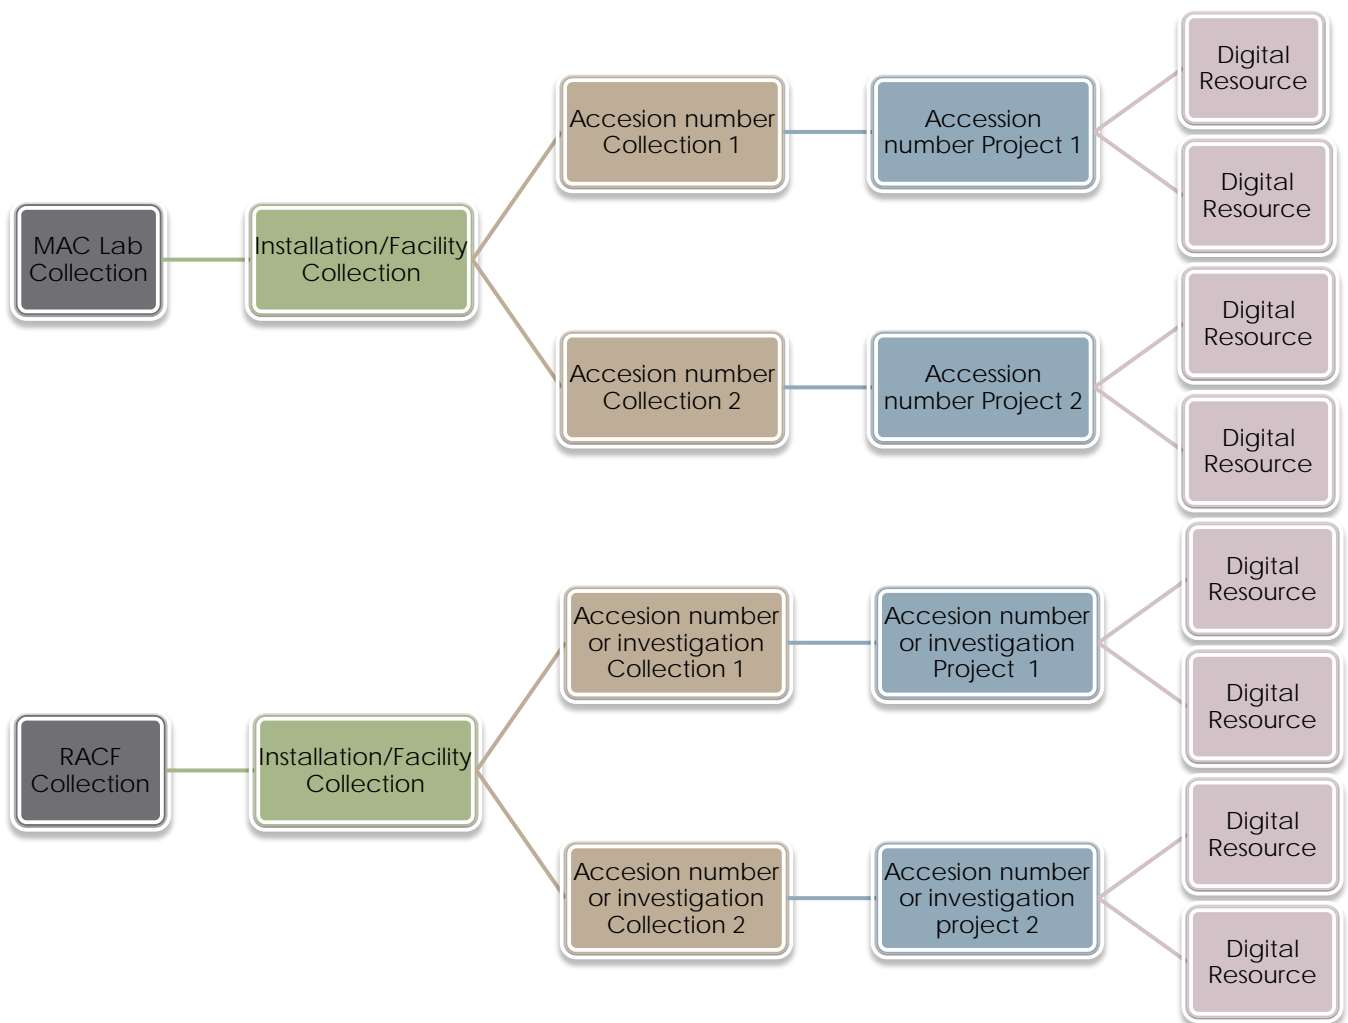 MAC Lab
Collection
Installation/Facility
Collection
Accesion number
Collection 1
Accession
number Project 1
Digital
Resource
Digital
Resource
Accesion number
Collection 2
Accession
number Project 2
Digital
Resource
Digital
Resource
RACF
Collection
Installation/Facility
Collection
Accesion number
or investigation
Collection 1
Accesion number
or investigation
Project  1
Digital
Resource
Digital
Resource
Accesion number
or investigation
Collection 2
Accesion number
or investigation
project 2
Digital
Resource
Digital
Resource